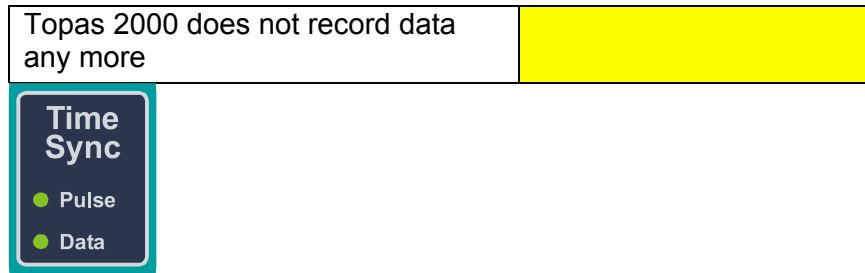 Topas 2000 does not record data
any more
Time
Sync
Pulse
Data